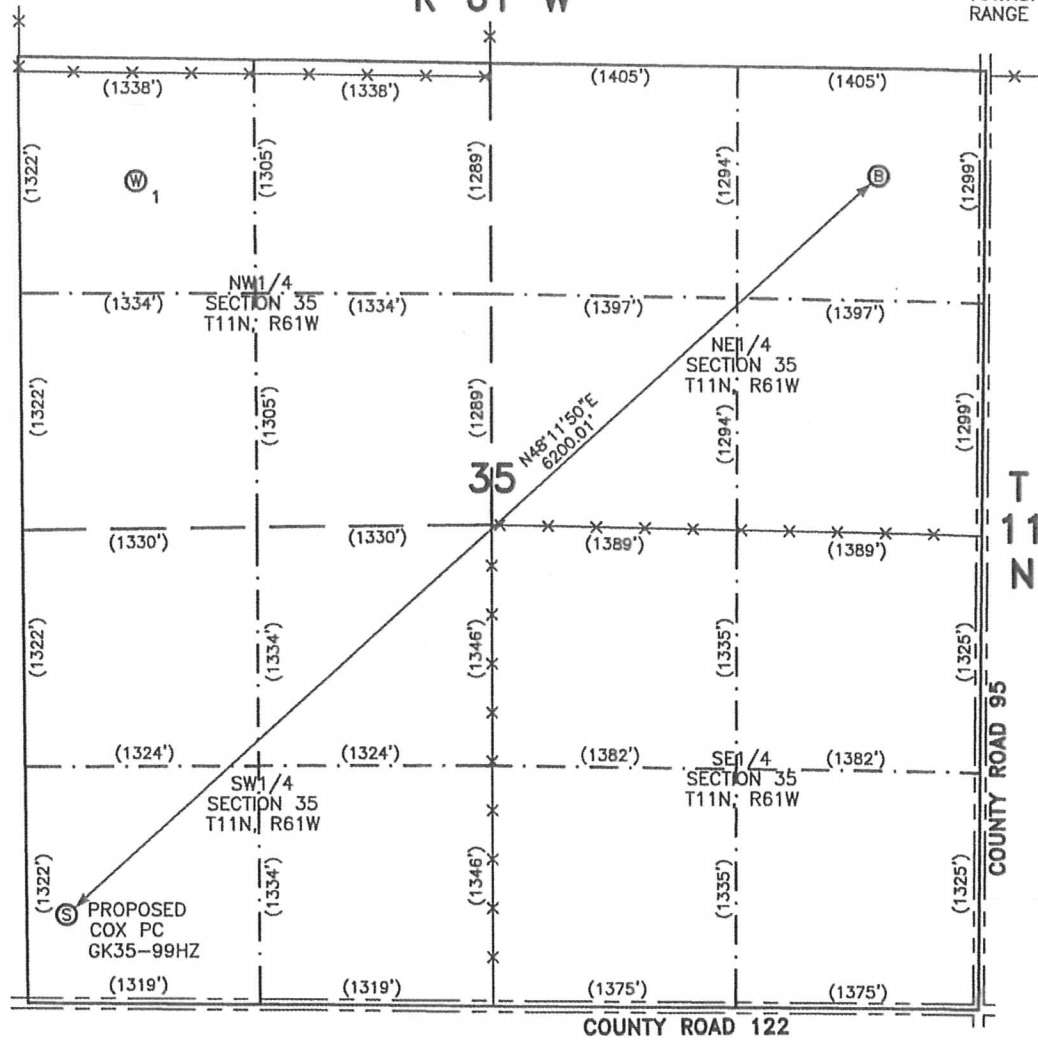 RANGE
(1338')
(1338')
(1405')
(1405')
(1322')
(1305')
(1289')
(1294')
(1299')
W
1
B
NW1/4
SECTION 35
T11N, R61W
(1334')
(1334')
(1397')
(1397')
NE1/4
SECTION 35
T11N, R61W
(1322')
(1305')
(1289')
(1294')
(1299')
N48°11'50"E
6200.01'
35
T
11
N
(1330')
(1330')
(1389')
(1389')
(1322')
(1334')
(1346')
(1335')
(1325')
COUNTY ROAD 95
(1324')
(1324')
(1382')
(1382')
SW1/4
SECTION 35
T11N, R61W
SE1/4
SECTION 35
T11N, R61W
(1322')
(1334')
(1346')
(1335')
(1325')
S
PROPOSED
COX PC
GK35-99HZ
(1319')
(1319')
(1375')
(1375')
COUNTY ROAD 122